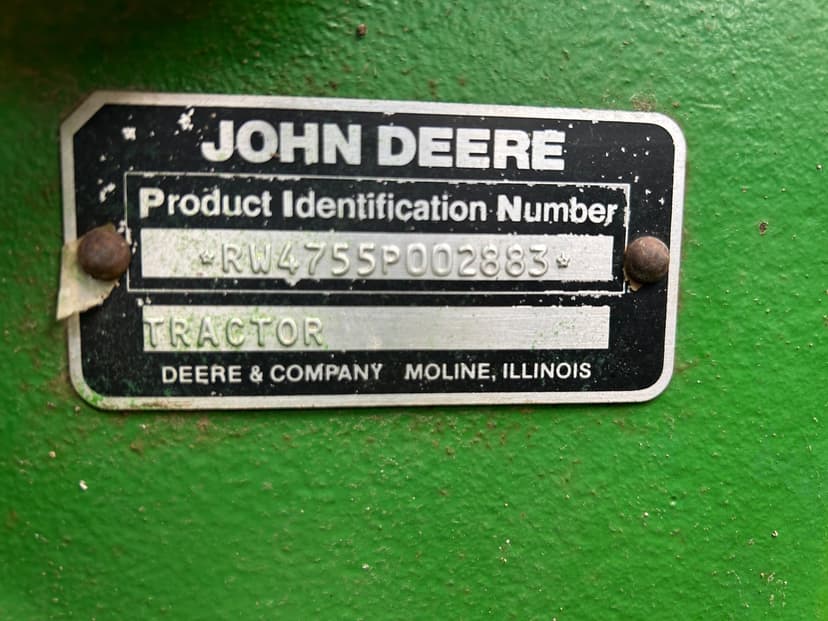 JOHN DEERE
Product Identification Number
*RW4755P002883*
TRACTOR
DEERE & COMPANY MOLINE, ILLINOIS